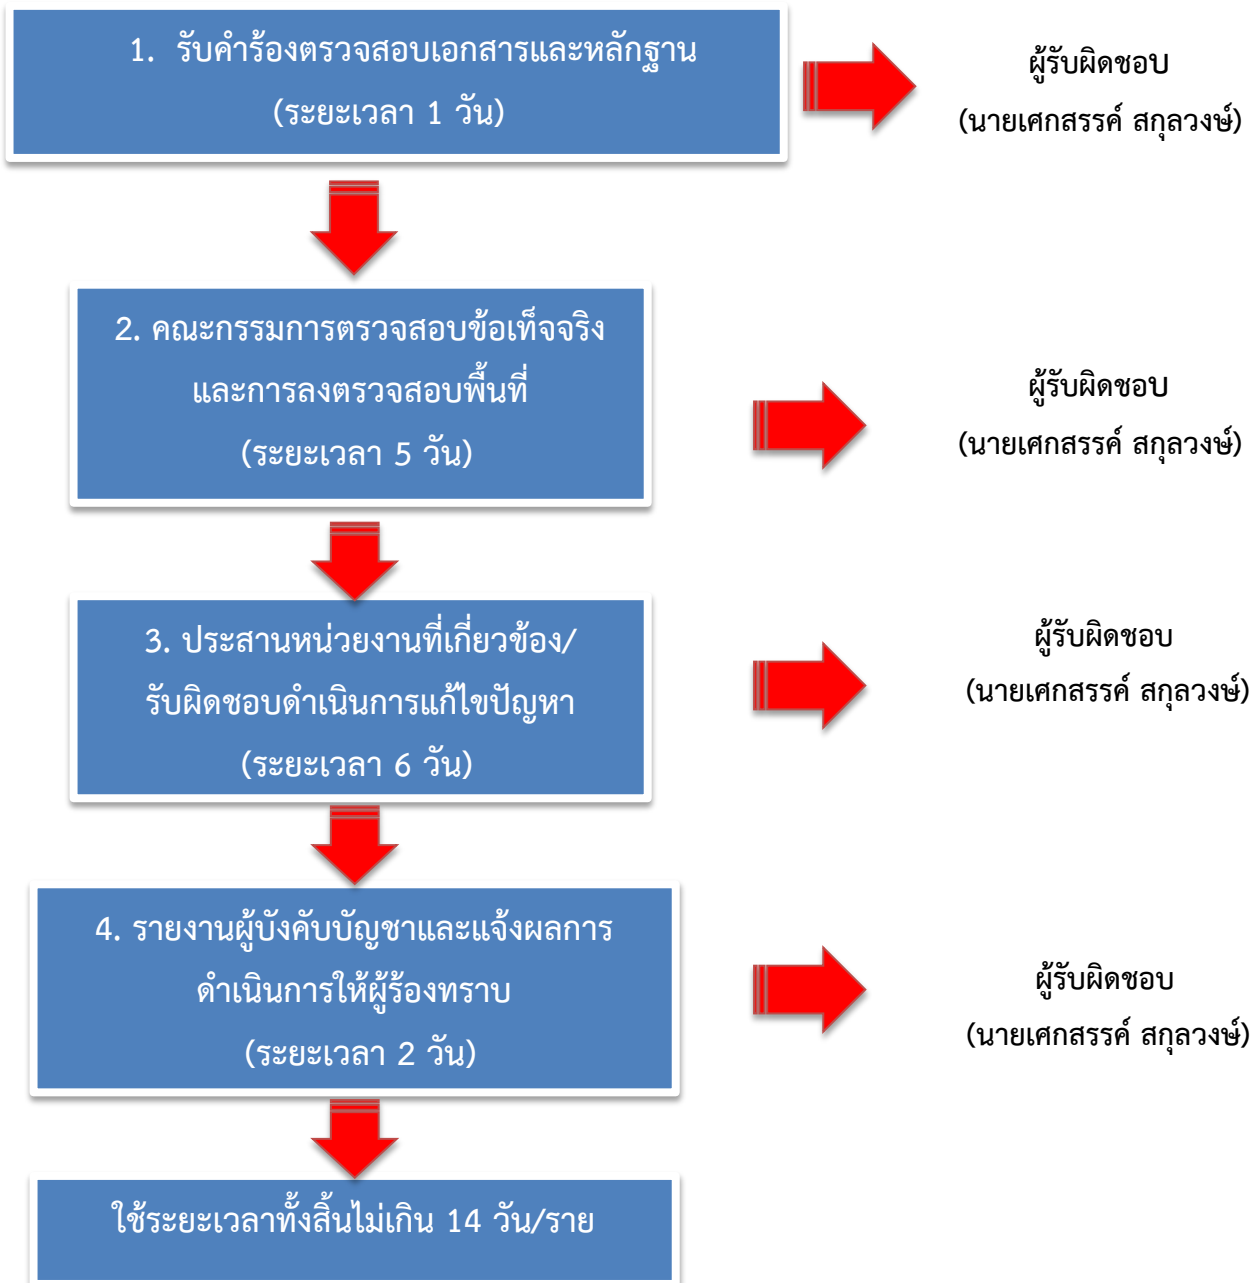 1. รับคำร้องตรวจสอบเอกสารและหลักฐาน
(ระยะเวลา 1 วัน)
ผู้รับผิดชอบ
(นายเศกสรรค์ สกุลวงษ์)
2. คณะกรรมการตรวจสอบข้อเท็จจริง
และการลงตรวจสอบพื้นที่
(ระยะเวลา 5 วัน)
ผู้รับผิดชอบ
(นายเศกสรรค์ สกุลวงษ์)
3. ประสานหน่วยงานที่เกี่ยวข้อง/
รับผิดชอบดำเนินการแก้ไขปัญหา
(ระยะเวลา 6 วัน)
ผู้รับผิดชอบ
(นายเศกสรรค์ สกุลวงษ์)
4. รายงานผู้บังคับบัญชาและแจ้งผลการ
ดำเนินการให้ผู้ร้องทราบ
(ระยะเวลา 2 วัน)
ผู้รับผิดชอบ
(นายเศกสรรค์ สกุลวงษ์)
ใช้ระยะเวลาทั้งสิ้นไม่เกิน 14 วัน/ราย